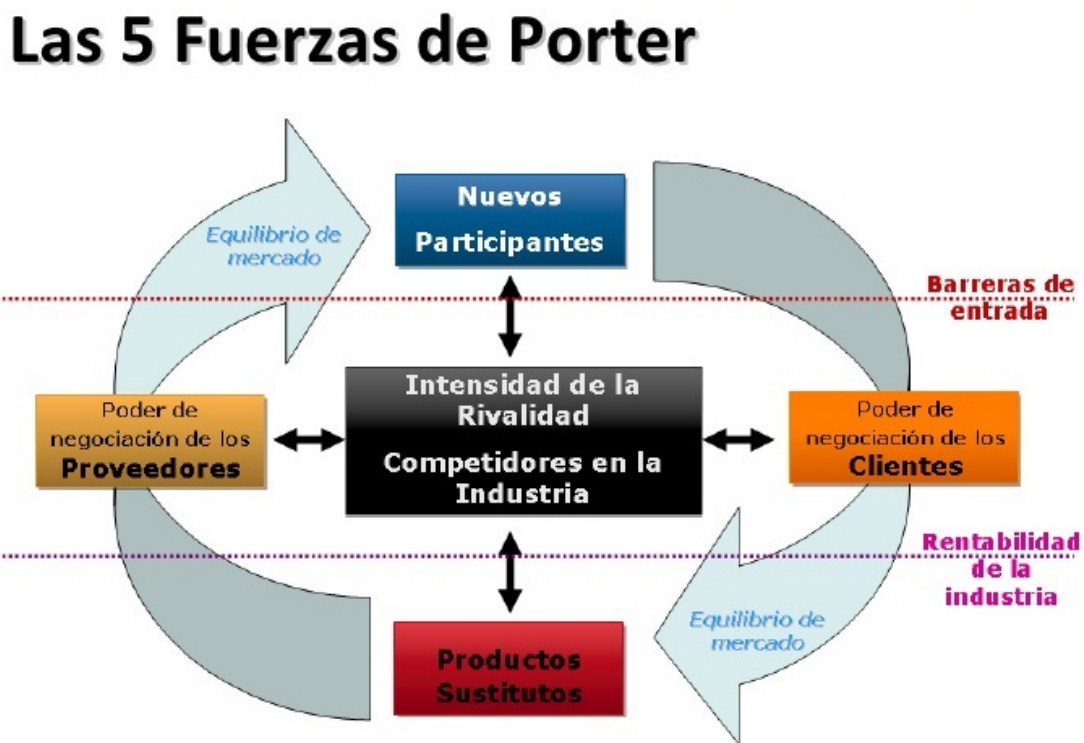 Las 5 Fuerzas de Porter
Equilibrio de
mercado
Nuevos
Participantes
Barreras de
entrada
Poder de
negociación de los
Proveedores
Intensidad de la
Rivalidad
Competidores en la
Industria
Poder de
negociación de los
Clientes
Rentabilidad
de la
industria
Productos
Sustitutos
Equilibrio de
mercado